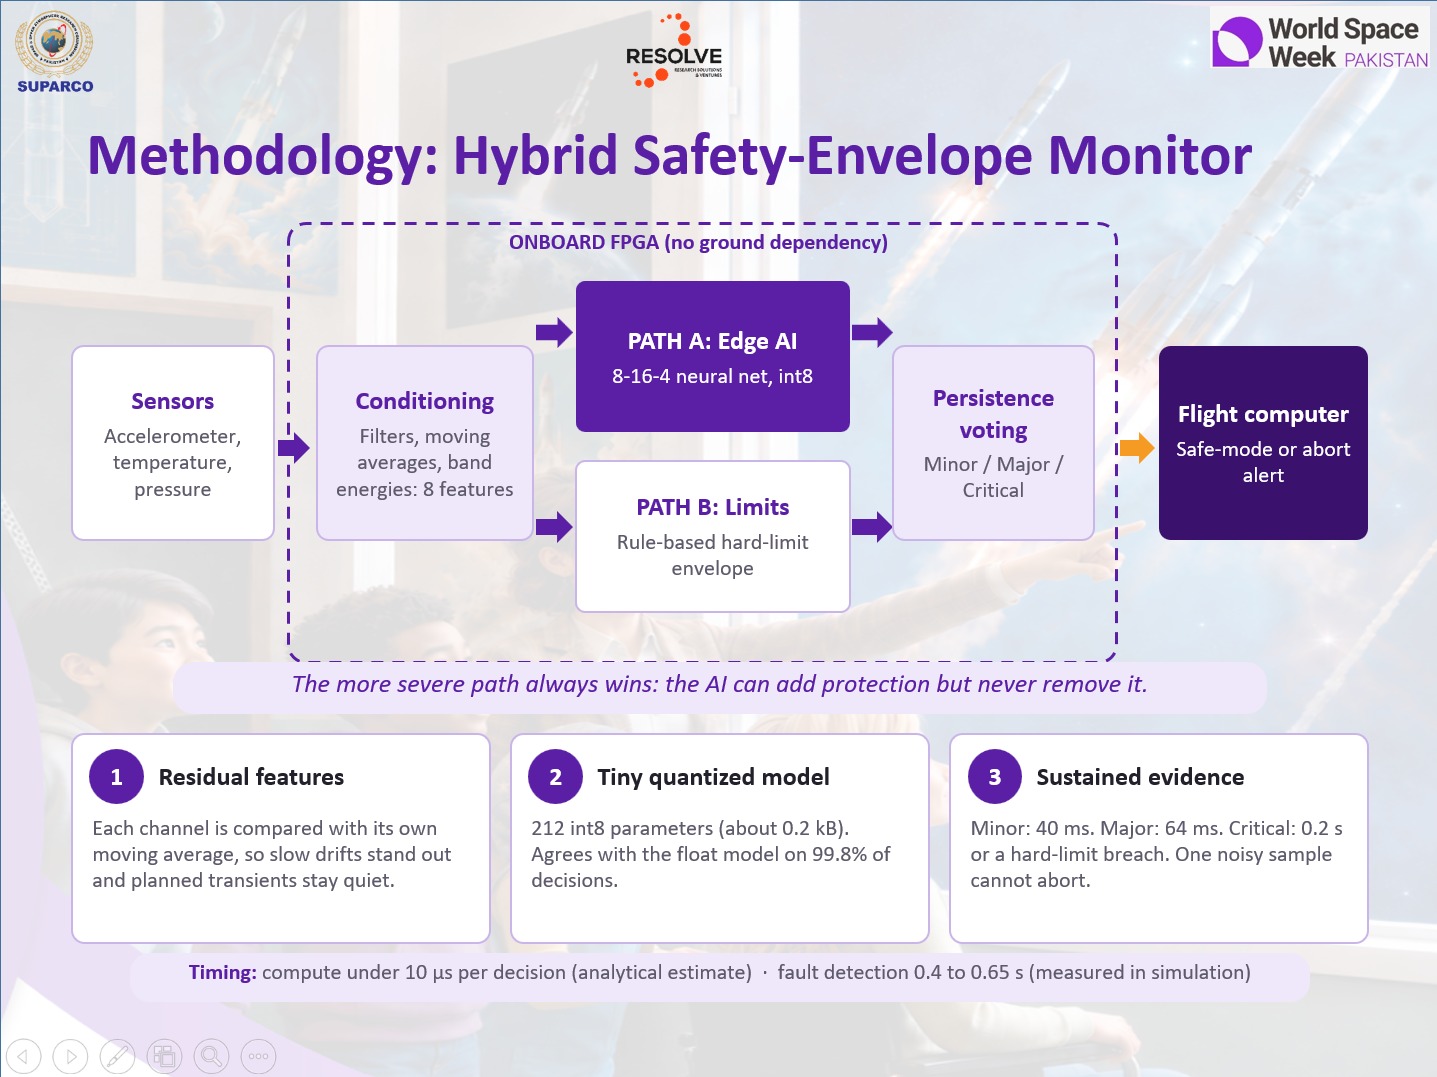 SUPARCO
RESOLVE
RESEARCH SOLUTIONS
& VENTURES
World Space
Week PAKISTAN
Methodology: Hybrid Safety-Envelope Monitor
ONBOARD FPGA (no ground dependency)
Sensors
Accelerometer,
temperature,
pressure
Conditioning
Filters, moving
averages, band
energies: 8 features
PATH A: Edge AI
8-16-4 neural net, int8
PATH B: Limits
Rule-based hard-limit
envelope
Persistence
voting
Minor / Major /
Critical
Flight computer
Safe-mode or abort
alert
The more severe path always wins: the AI can add protection but never remove it.
1 Residual features
Each channel is compared with its own
moving average, so slow drifts stand out
and planned transients stay quiet.
2 Tiny quantized model
212 int8 parameters (about 0.2 kB).
Agrees with the float model on 99.8% of
decisions.
3 Sustained evidence
Minor: 40 ms. Major: 64 ms. Critical: 0.2 s
or a hard-limit breach. One noisy sample
cannot abort.
Timing: compute under 10 µs per decision (analytical estimate) · fault detection 0.4 to 0.65 s (measured in simulation)